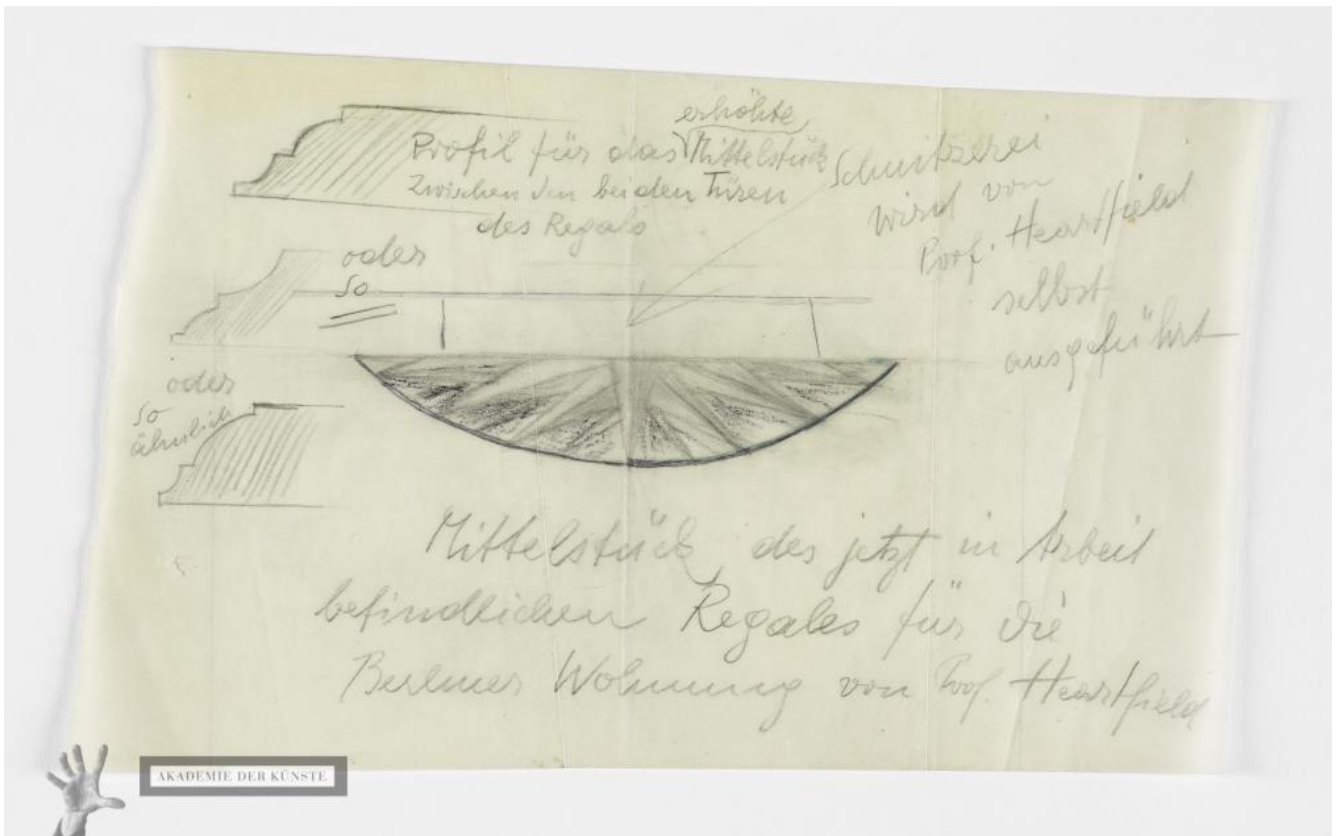 erhöhte
Profil für das Mittelstück
Zwischen den beiden Türen
des Regals
Schnitzerei
wird von
Prof. Heartfield
selbst
ausgeführt
oder
so
oder
so
ähnlich
Mittelstück des jetzt in Arbeit
befindlichen Regales für die
Berliner Wohnung von Prof. Heartfield
AKADEMIE DER KÜNSTE